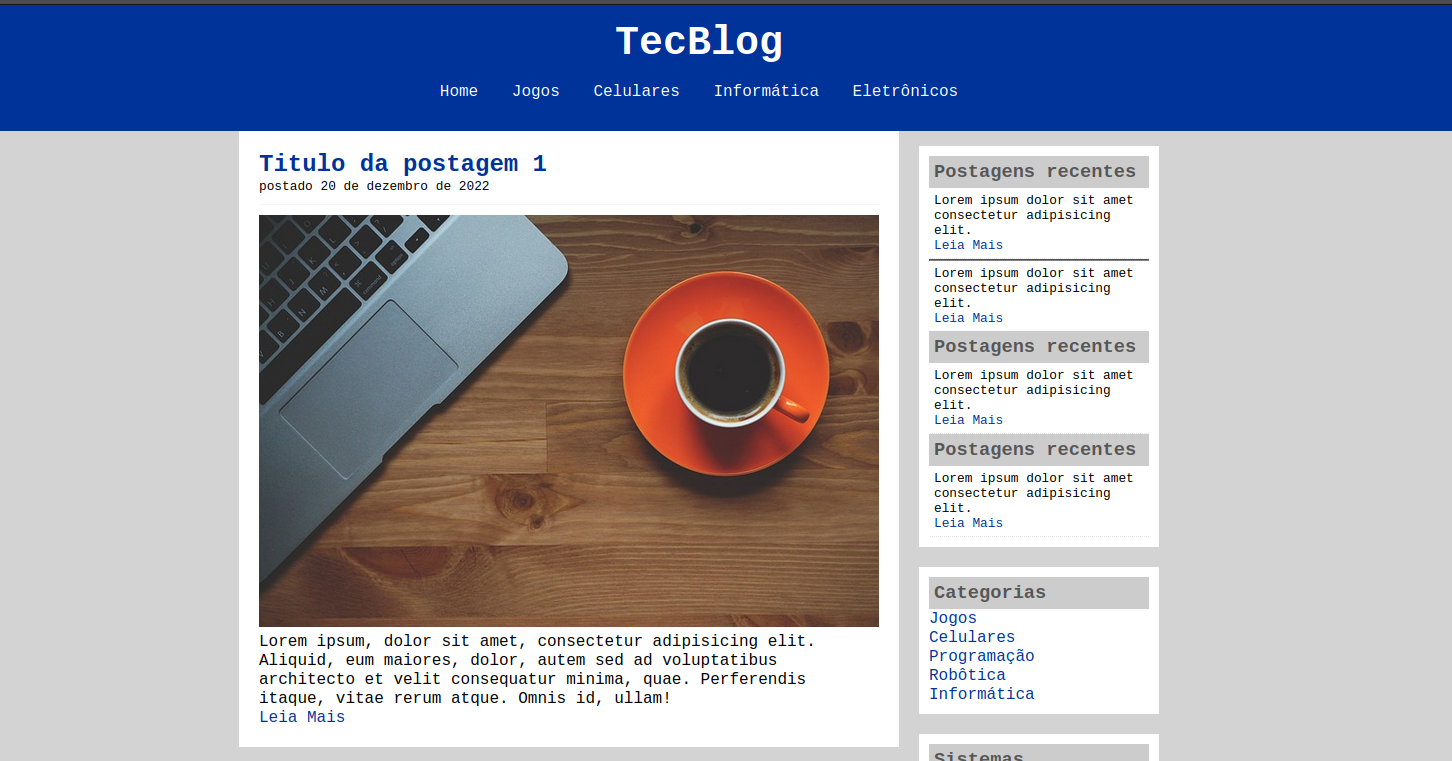 TecBlog
Home Jogos Celulares Informática Eletrônicos
Titulo da postagem 1
postado 20 de dezembro de 2022
Lorem ipsum, dolor sit amet, consectetur adipisicing elit.
Aliquid, eum maiores, dolor, autem sed ad voluptatibus
architecto et velit consequatur minima, quae. Perferendis
itaque, vitae rerum atque. Omnis id, ullam!
Leia Mais
Postagens recentes
Lorem ipsum dolor sit amet
consectetur adipisicing
elit.
Leia Mais
Lorem ipsum dolor sit amet
consectetur adipisicing
elit.
Leia Mais
Postagens recentes
Lorem ipsum dolor sit amet
consectetur adipisicing
elit.
Leia Mais
Postagens recentes
Lorem ipsum dolor sit amet
consectetur adipisicing
elit.
Leia Mais
Categorias
Jogos
Celulares
Programação
Robôtica
Informática
Sistemas